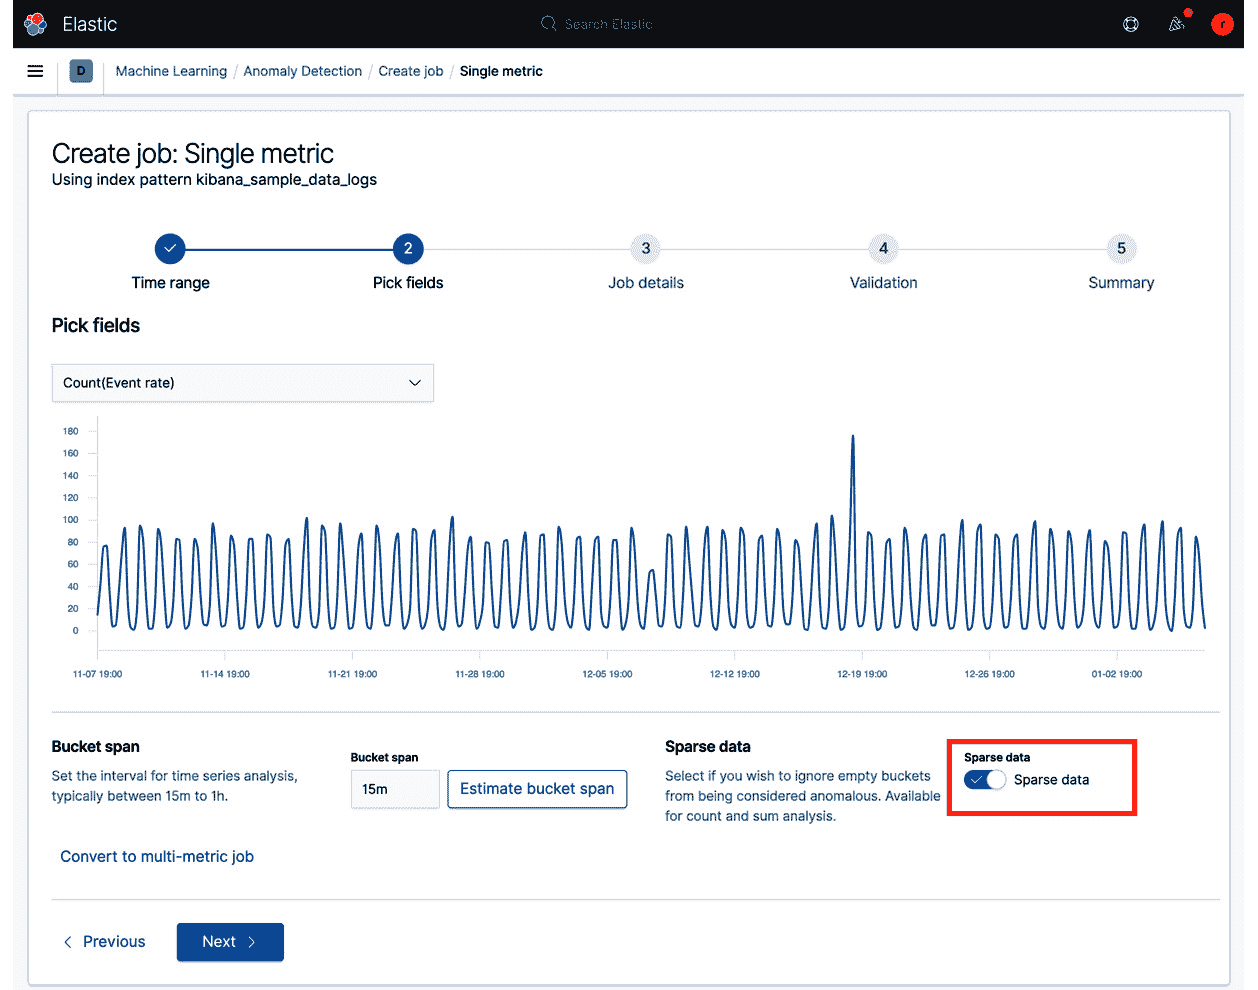 Elastic
Search Elastic
r
D
Machine Learning / Anomaly Detection / Create job / Single metric
Create job: Single metric
Using index pattern kibana_sample_data_logs
2
3
4
5
Time range
Pick fields
Job details
Validation
Summary
Pick fields
Count(Event rate)
180
160
140
120
100
80
60
40
20
0
11-07 19:00
11-14 19:00
11-21 19:00
11-28 19:00
12-05 19:00
12-12 19:00
12-19 19:00
12-26 19:00
01-02 19:00
Bucket span
Set the interval for time series analysis,
typically between 15m to 1h.
Bucket span
15m
Estimate bucket span
Sparse data
Select if you wish to ignore empty buckets
from being considered anomalous. Available
for count and sum analysis.
Sparse data
Sparse data
Convert to multi-metric job
Previous
Next